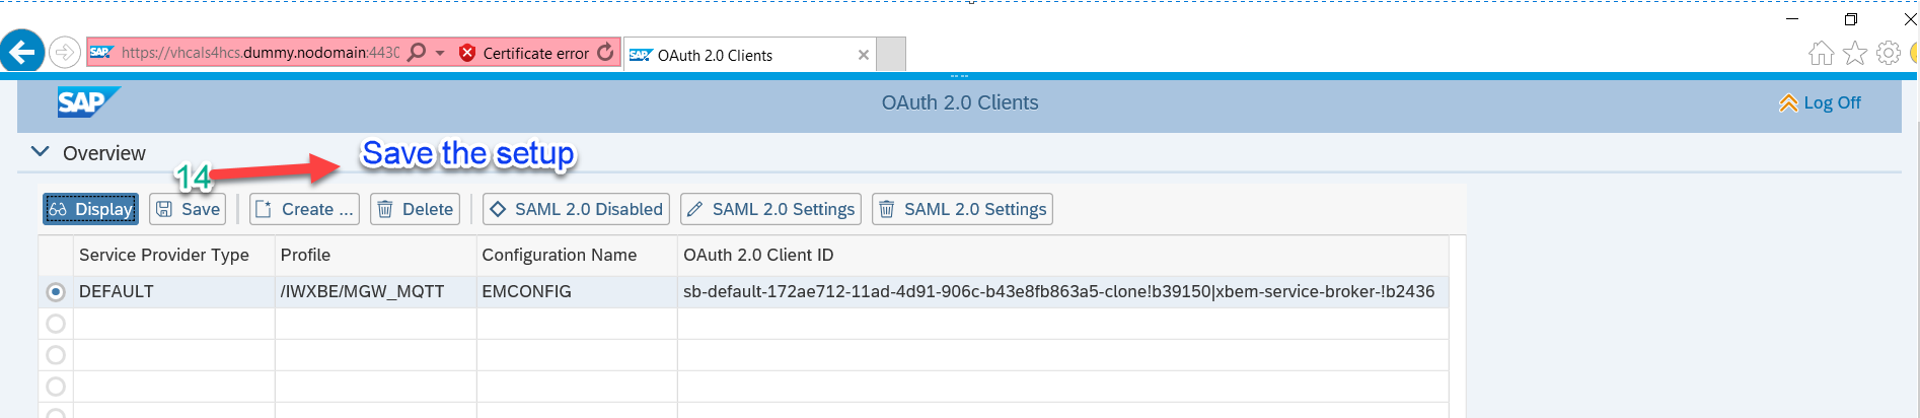 SAP https://vhcals4hcs.dummy.nodomain:443 Certificate error SAP OAuth 2.0 Clients
SAP OAuth 2.0 Clients Log Off
Overview
14 Save the setup
Display Save Create ... Delete SAML 2.0 Disabled SAML 2.0 Settings SAML 2.0 Settings
Service Provider Type Profile Configuration Name OAuth 2.0 Client ID
DEFAULT /IWXBE/MGW_MQTT EMCONFIG sb-default-172ae712-11ad-4d91-906c-b43e8fb863a5-clone!b39150|xbem-service-broker-!b2436